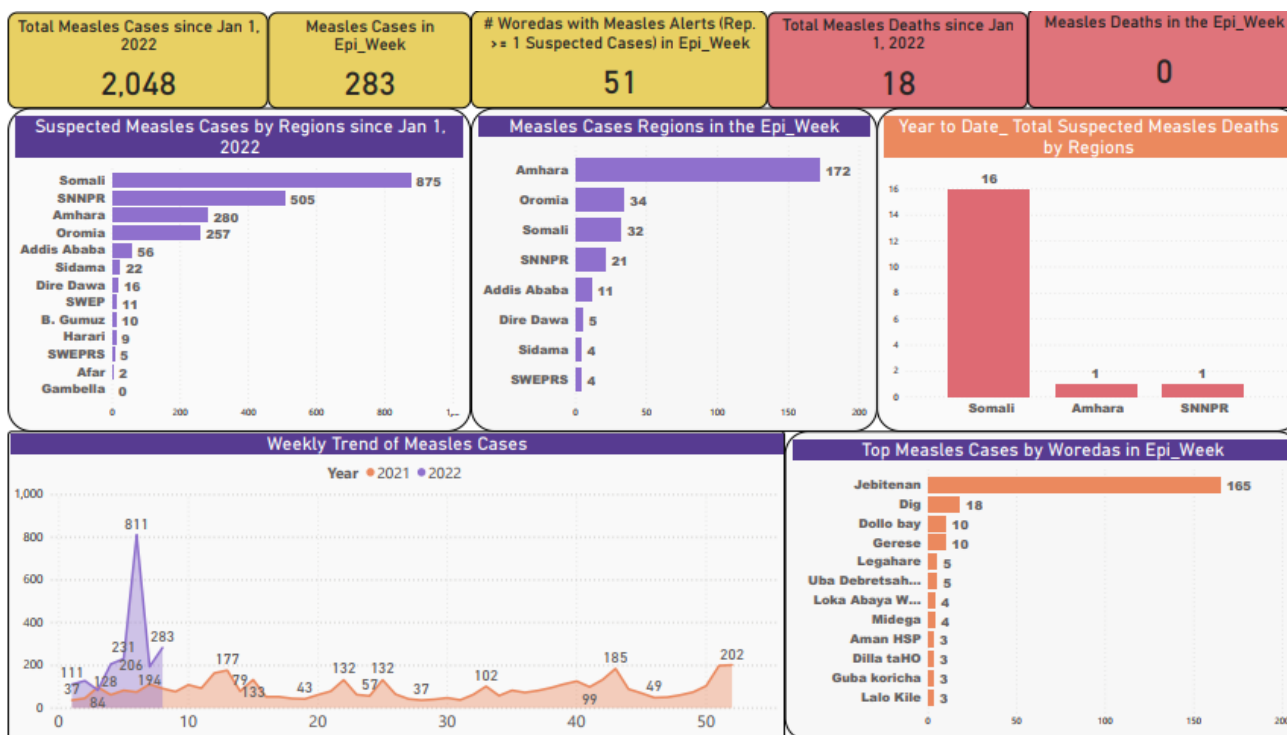 Total Measles Cases since Jan 1,
2022
2,048
Measles Cases in
Epi_Week
283
# Woredas with Measles Alerts (Rep.
>= 1 Suspected Cases) in Epi_Week
51
Total Measles Deaths since Jan
1, 2022
18
Measles Deaths in the Epi_Week
0
Suspected Measles Cases by Regions since Jan 1,
2022
Somali 875
SNNPR 505
Amhara 280
Oromia 257
Addis Ababa 56
Sidama 22
Dire Dawa 16
SWEP 11
B. Gumuz 10
Harari 9
SWEPRS 5
Afar 2
Gambella 0
0 200 400 600 800 1,...
Measles Cases Regions in the Epi_Week
Amhara 172
Oromia 34
Somali 32
SNNPR 21
Addis Ababa 11
Dire Dawa 5
Sidama 4
SWEPRS 4
0 50 100 150 200
Year to Date_ Total Suspected Measles Deaths
by Regions
16
14
12
10
8
6
4
2
0
16 1 1
Somali Amhara SNNPR
Weekly Trend of Measles Cases
Year 2021 2022
1,000
800
600
400
200
0
811
111 231 283
37 128 206 194
84
177
79
133
43
132
57
132
37
102
185
99
49
202
0 10 20 30 40 50
Top Measles Cases by Woredas in Epi_Week
Jebitenan 165
Dig 18
Dollo bay 10
Gerese 10
Legahare 5
Uba Debretsah... 5
Loka Abaya W... 4
Midega 4
Aman HSP 3
Dilla taHO 3
Guba koricha 3
Lalo Kile 3
0 50 100 150 200